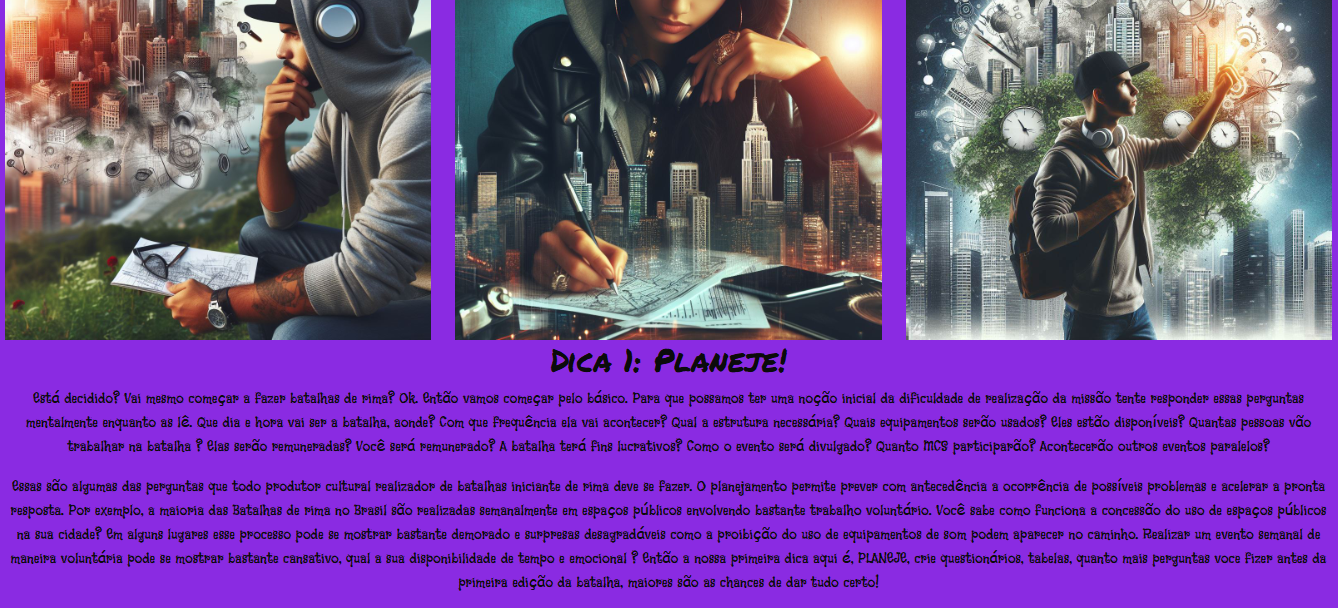 Dica 1: Planeje!
Está decidido? Vai mesmo começar a fazer batalhas de rima? Ok. Então vamos começar pelo básico. Para que possamos ter uma noção inicial da dificuldade de realização da missão tente responder essas perguntas
mentalmente enquanto as lê. Que dia e hora vai ser a batalha, aonde? Com que frequência ela vai acontecer? Qual a estrutura necessária? Quais equipamentos serão usados? Eles estão disponíveis? Quantas pessoas vão
trabalhar na batalha ? Elas serão remuneradas? Você será remunerado? A batalha terá fins lucrativos? Como o evento será divulgado? Quanto MCS participarão? Acontecerão outros eventos paralelos?
Essas são algumas das perguntas que todo produtor cultural realizador de batalhas iniciante de rima deve se fazer. O planejamento permite prever com antecedência a ocorrência de possíveis problemas e acelerar a pronta
resposta. Por exemplo, a maioria das Batalhas de rima no Brasil são realizadas semanalmente em espaços públicos envolvendo bastante trabalho voluntário. Você sabe como funciona a concessão do uso de espaços públicos
na sua cidade? Em alguns lugares esse processo pode se mostrar bastante demorado e surpresas desagradáveis como a proibição do uso de equipamentos de som podem aparecer no caminho. Realizar um evento semanal de
maneira voluntária pode se mostrar bastante cansativo, qual a sua disponibilidade de tempo e emocional ? Então a nossa primeira dica aqui é, PLANEJE, crie questionários, tabelas, quanto mais perguntas voce fizer antes da
primeira edição da batalha, maiores são as chances de dar tudo certo!